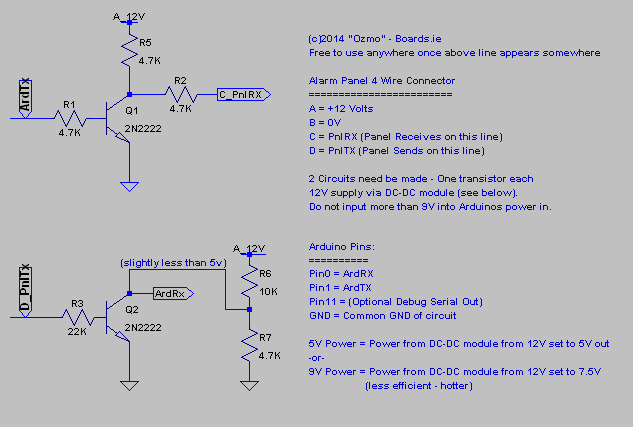 A_12V
R5
4.7K
ArdTx
R1
4.7K
Q1
2N2222
R2
4.7K
C_PnlRX
(c)2014 "Ozmo" - Boards.ie
Free to use anywhere once above line appears somewhere
Alarm Panel 4 Wire Connector
========================
A = +12 Volts
B = 0V
C = PnlRX (Panel Receives on this line)
D = PnlTX (Panel Sends on this line)
2 Circuits need be made - One transistor each
12V supply via DC-DC module (see below).
Do not input more than 9V into Arduinos power in.
A_12V
(slightly less than 5v)
R6
10K
D_PnlTx
ArdRx
R3
22K
Q2
2N2222
R7
4.7K
Arduino Pins:
==========
Pin0 = ArdRX
Pin1 = ArdTX
Pin11 = (Optional Debug Serial Out)
GND = Common GND of circuit
5V Power = Power from DC-DC module from 12V set to 5V out
-or-
9V Power = Power from DC-DC module from 12V set to 7.5V
(less efficient - hotter)